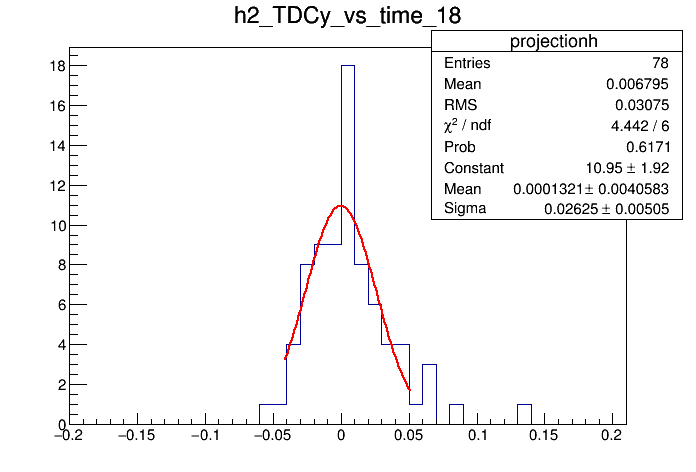 h2_TDCy_vs_time_18
projectionh
Entries 78
Mean 0.006795
RMS 0.03075
χ² / ndf 4.442 / 6
Prob 0.6171
Constant 10.95 ± 1.92
Mean 0.0001321± 0.0040583
Sigma 0.02625 ± 0.00505
18
16
14
12
10
8
6
4
2
0
−0.2 −0.15 −0.1 −0.05 0 0.05 0.1 0.15 0.2